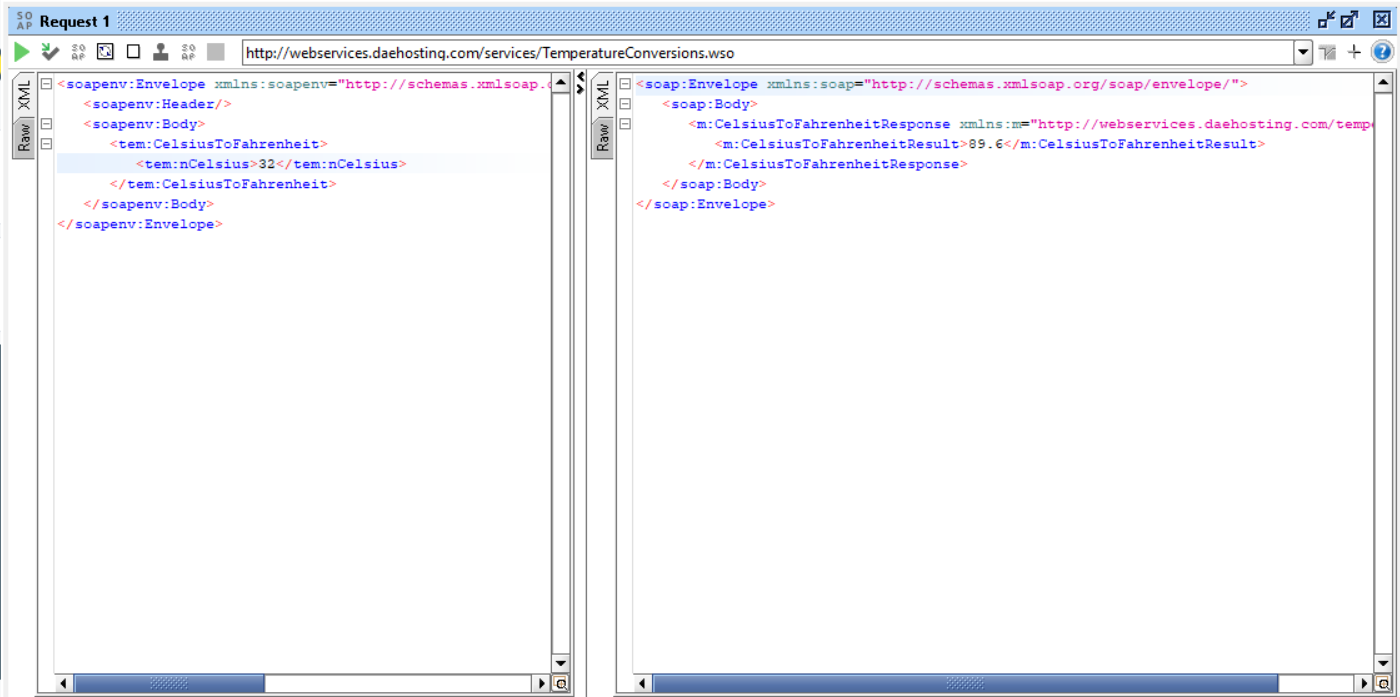 SO AP Request 1
SO AP SO AP http://webservices.daehosting.com/services/TemperatureConversions.wso
XML
Raw
<soapenv:Envelope xmlns:soapenv="http://schemas.xmlsoap.
<soapenv:Header/>
<soapenv:Body>
<tem:CelsiusToFahrenheit>
<tem:nCelsius>32</tem:nCelsius>
</tem:CelsiusToFahrenheit>
</soapenv:Body>
</soapenv:Envelope>
XML
Raw
<soap:Envelope xmlns:soap="http://schemas.xmlsoap.org/soap/envelope/">
<soap:Body>
<m:CelsiusToFahrenheitResponse xmlns:m="http://webservices.daehosting.com/temp
<m:CelsiusToFahrenheitResult>89.6</m:CelsiusToFahrenheitResult>
</m:CelsiusToFahrenheitResponse>
</soap:Body>
</soap:Envelope>